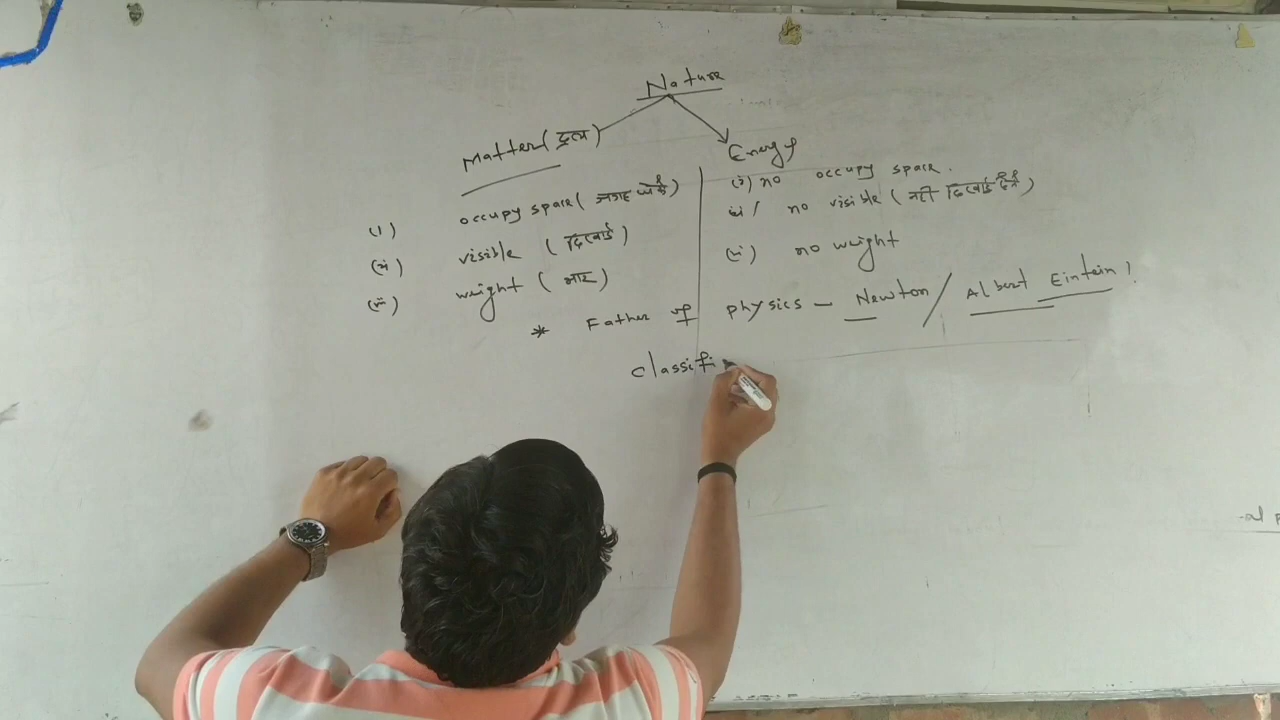 Nature
Matter (द्रव्य)
Energy
(i) occupy space (जगह घेरे)
(ii) visible (दिखाई)
(iii) weight (भार)
(i) no occupy space.
(ii) no visible (नहीं दिखाई
(iii) no weight
* Father of physics - Newton / Albert Eintein)
classifi